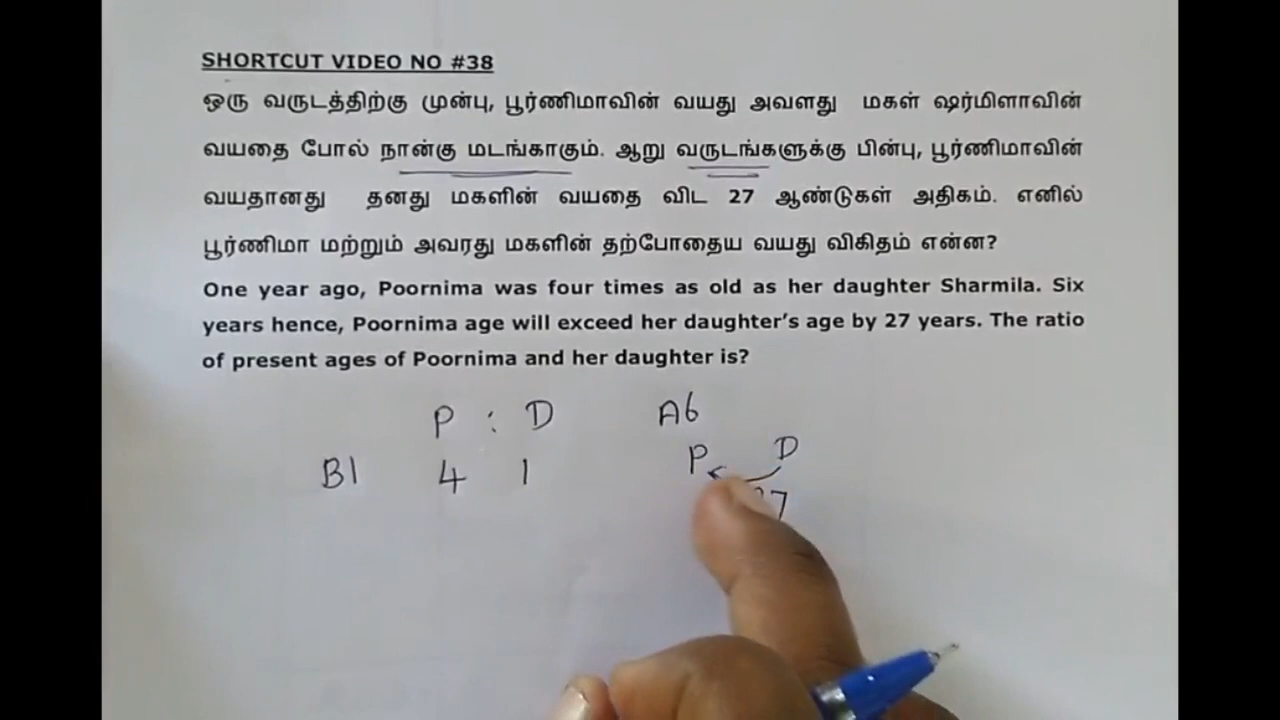 SHORTCUT VIDEO NO #38
ஒரு வருடத்திற்கு முன்பு, பூர்ணிமாவின் வயது அவளது மகள் ஷர்மிளாவின்
வயதை போல் நான்கு மடங்காகும். ஆறு வருடங்களுக்கு பின்பு, பூர்ணிமாவின்
வயதானது தனது மகளின் வயதை விட 27 ஆண்டுகள் அதிகம். எனில்
பூர்ணிமா மற்றும் அவரது மகளின் தற்போதைய வயது விகிதம் என்ன?
One year ago, Poornima was four times as old as her daughter Sharmila. Six
years hence, Poornima age will exceed her daughter's age by 27 years. The ratio
of present ages of Poornima and her daughter is?
P : D A6
P D
B1 4 1